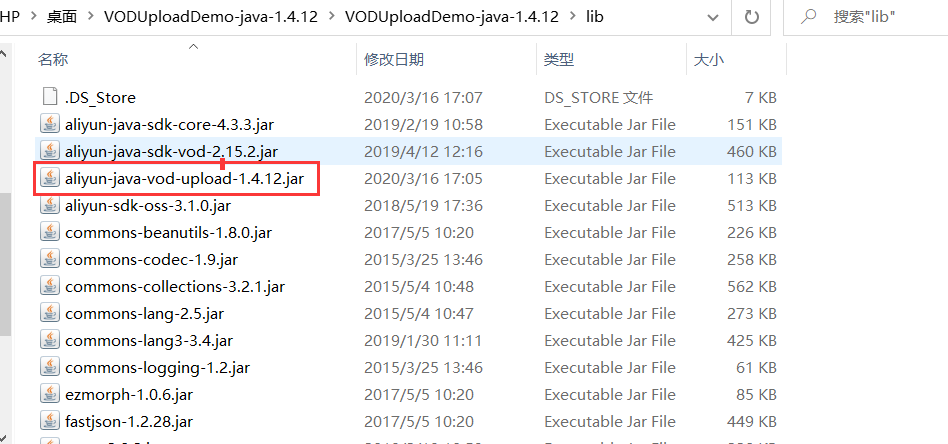 HP > 桌面 > VODUploadDemo-java-1.4.12 > VODUploadDemo-java-1.4.12 > lib 搜索"lib"
名称 修改日期 类型 大小
.DS_Store 2020/3/16 17:07 DS_STORE 文件 7 KB
aliyun-java-sdk-core-4.3.3.jar 2019/2/19 10:58 Executable Jar File 151 KB
aliyun-java-sdk-vod-2.15.2.jar 2019/4/12 12:16 Executable Jar File 460 KB
aliyun-java-vod-upload-1.4.12.jar 2020/3/16 17:05 Executable Jar File 113 KB
aliyun-sdk-oss-3.1.0.jar 2018/5/19 17:36 Executable Jar File 513 KB
commons-beanutils-1.8.0.jar 2017/5/5 10:20 Executable Jar File 226 KB
commons-codec-1.9.jar 2015/3/25 13:46 Executable Jar File 258 KB
commons-collections-3.2.1.jar 2015/5/4 10:48 Executable Jar File 562 KB
commons-lang-2.5.jar 2015/5/4 10:47 Executable Jar File 273 KB
commons-lang3-3.4.jar 2019/1/30 11:11 Executable Jar File 425 KB
commons-logging-1.2.jar 2015/3/25 13:46 Executable Jar File 61 KB
ezmorph-1.0.6.jar 2017/5/5 10:20 Executable Jar File 85 KB
fastjson-1.2.28.jar 2017/5/5 10:20 Executable Jar File 449 KB